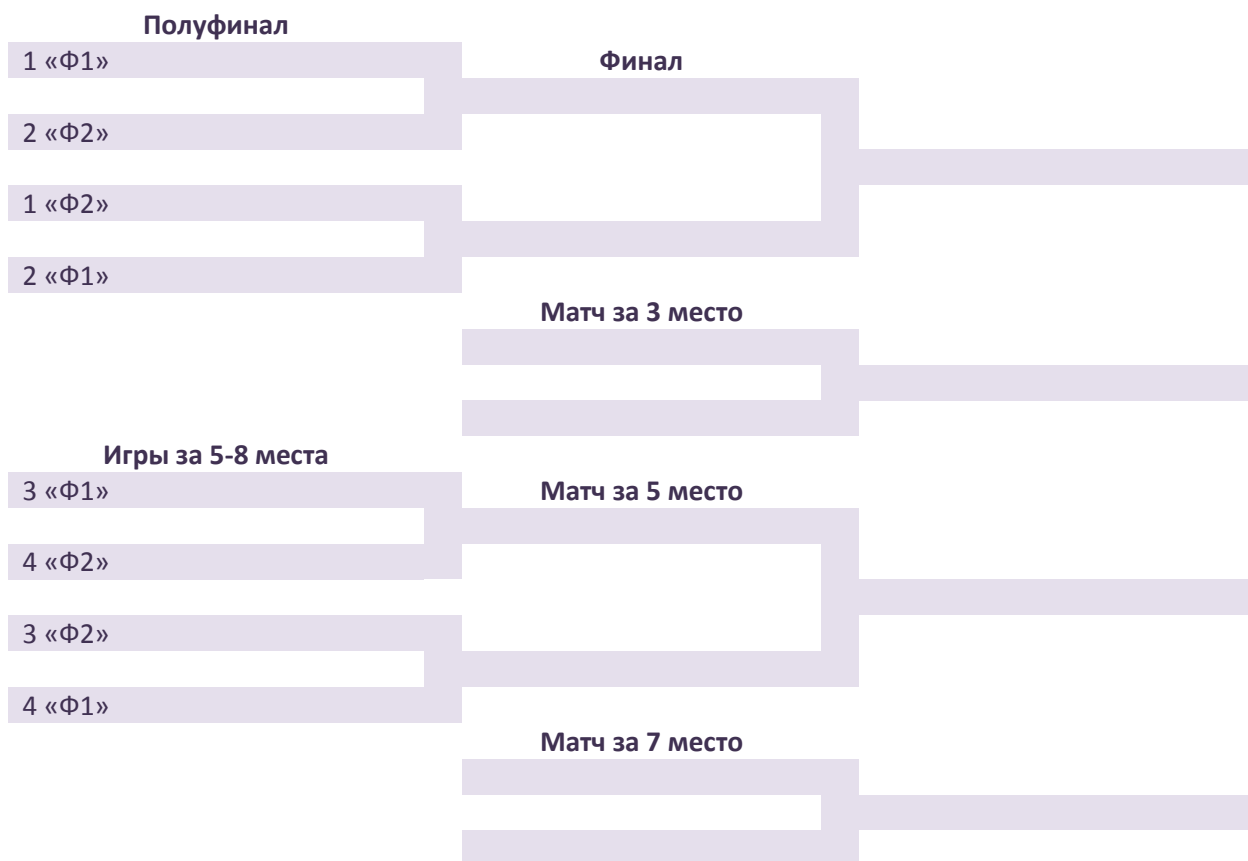 Полуфинал
1 «Ф1»
Финал
2 «Ф2»
1 «Ф2»
2 «Ф1»
Матч за 3 место
Игры за 5-8 места
3 «Ф1»
Матч за 5 место
4 «Ф2»
3 «Ф2»
4 «Ф1»
Матч за 7 место